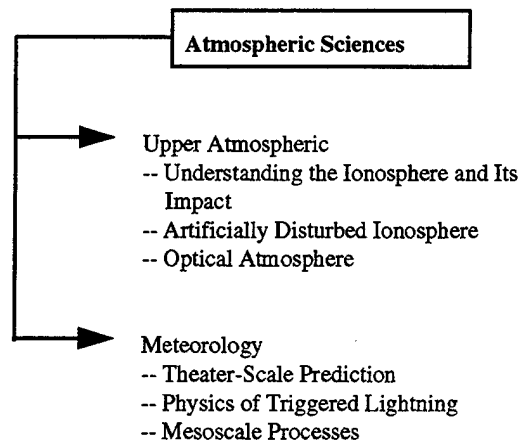 Atmospheric Sciences
Upper Atmospheric
-- Understanding the Ionosphere and Its
Impact
-- Artificially Disturbed Ionosphere
-- Optical Atmosphere
Meteorology
-- Theater-Scale Prediction
-- Physics of Triggered Lightning
-- Mesoscale Processes